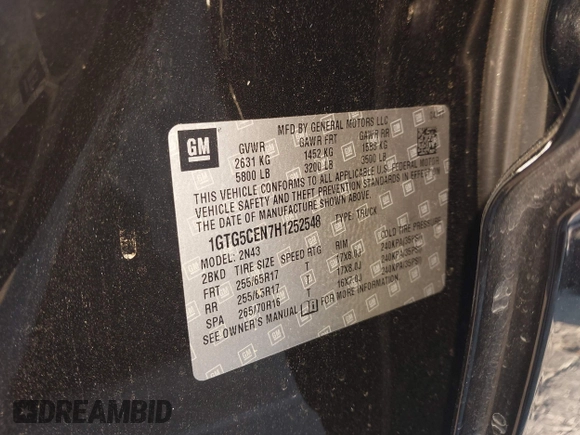 GM
MFD BY GENERAL MOTORS LLC
GVWR GAWR FRT GAWR RR
2631 KG 1452 KG 1588 KG
5800 LB 3200 LB 3500 LB
THIS VEHICLE CONFORMS TO ALL APPLICABLE U.S. FEDERAL MOTOR
VEHICLE SAFETY AND THEFT PREVENTION STANDARDS IN EFFECT ON
THE DATE OF MANUFACTURE SHOWN ABOVE.
1GTG5CEN7H1252548 TYPE: TRUCK
MODEL: 2N43
2BKD TIRE SIZE SPEED RTG RIM COLD TIRE PRESSURE
FRT 255/65R17 T 17X8.0J 240KPA(35PSI)
RR 255/65R17 T 17X8.0J 240KPA(35PSI)
SPA 265/70R16 T 16X7.0J 240KPA(35PSI)
SEE OWNER'S MANUAL i FOR MORE INFORMATION
DREAMBID